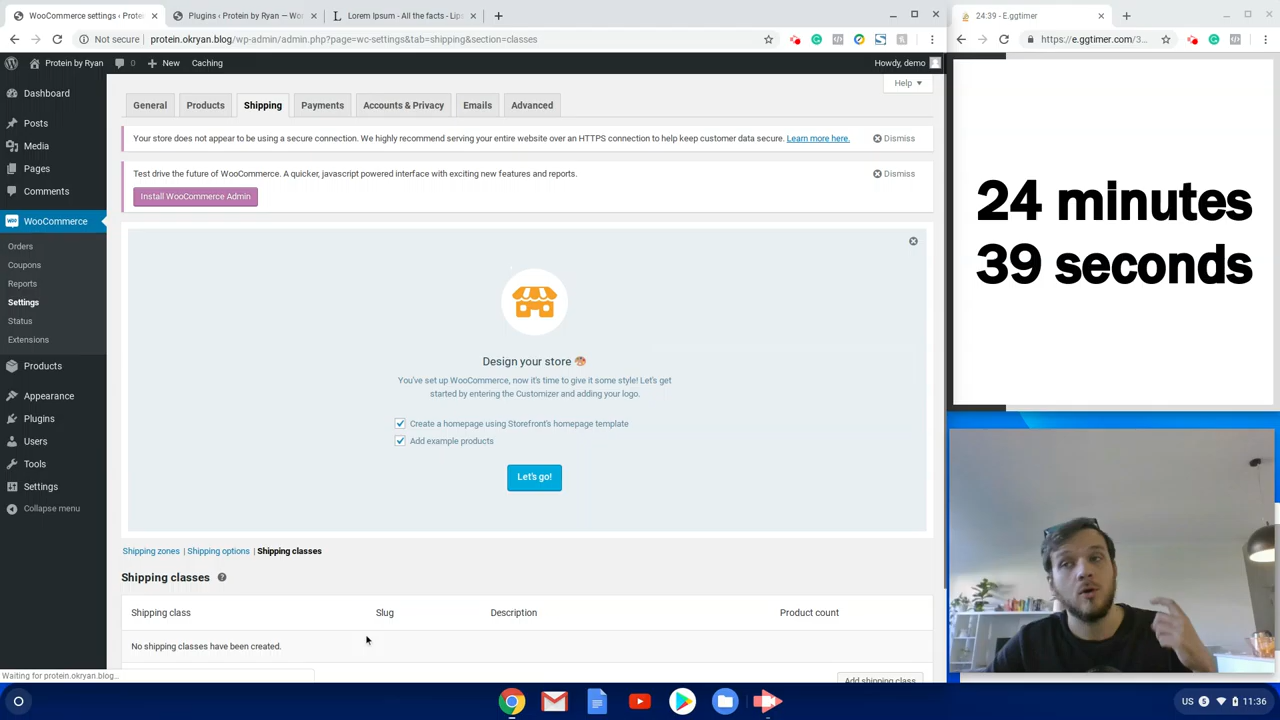 WooCommerce settings ‹ Protei
Plugins ‹ Protein by Ryan — Wor
Lorem Ipsum - All the facts - Lips
24:39 - E.ggtimer
Not secure
protein.okryan.blog/wp-admin/admin.php?page=wc-settings&tab=shipping&section=classes
https://e.ggtimer.com/3...
Protein by Ryan
0
New
Caching
Howdy, demo
Help
Dashboard
Posts
Media
Pages
Comments
WooCommerce
Orders
Coupons
Reports
Settings
Status
Extensions
Products
Appearance
Plugins
Users
Tools
Settings
Collapse menu
General
Products
Shipping
Payments
Accounts & Privacy
Emails
Advanced
Your store does not appear to be using a secure connection. We highly recommend serving your entire website over an HTTPS connection to help keep customer data secure. Learn more here.
Dismiss
Test drive the future of WooCommerce. A quicker, javascript powered interface with exciting new features and reports.
Dismiss
Install WooCommerce Admin
Design your store
You've set up WooCommerce, now it's time to give it some style! Let's get
started by entering the Customizer and adding your logo.
Create a homepage using Storefront's homepage template
Add example products
Let's go!
Shipping zones | Shipping options | Shipping classes
Shipping classes
Shipping class
Slug
Description
Product count
No shipping classes have been created.
Add shipping class
Waiting for protein.okryan.blog...
24 minutes
39 seconds
US
5
11:36